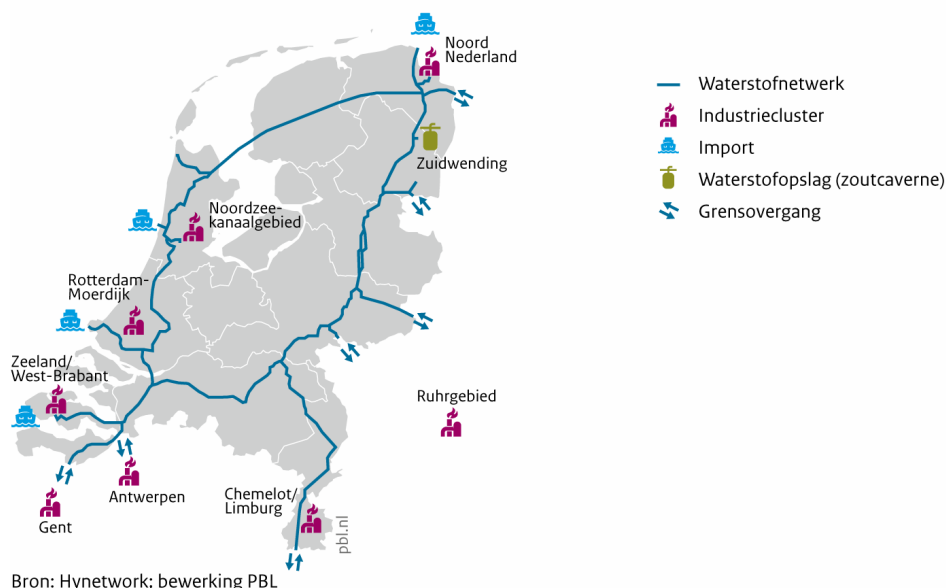 Noord
Nederland
Waterstofnetwerk
Industriecluster
Import
Zuidwending
Waterstofopslag (zoutcaverne)
Grensovergang
Noordzee-
kanaalgebied
Rotterdam-
Moerdijk
Zeeland/
West-Brabant
Ruhrgebied
Antwerpen
Chemelot/
Limburg
Gent
pbl.nl
Bron: Hynetwork; bewerking PBL